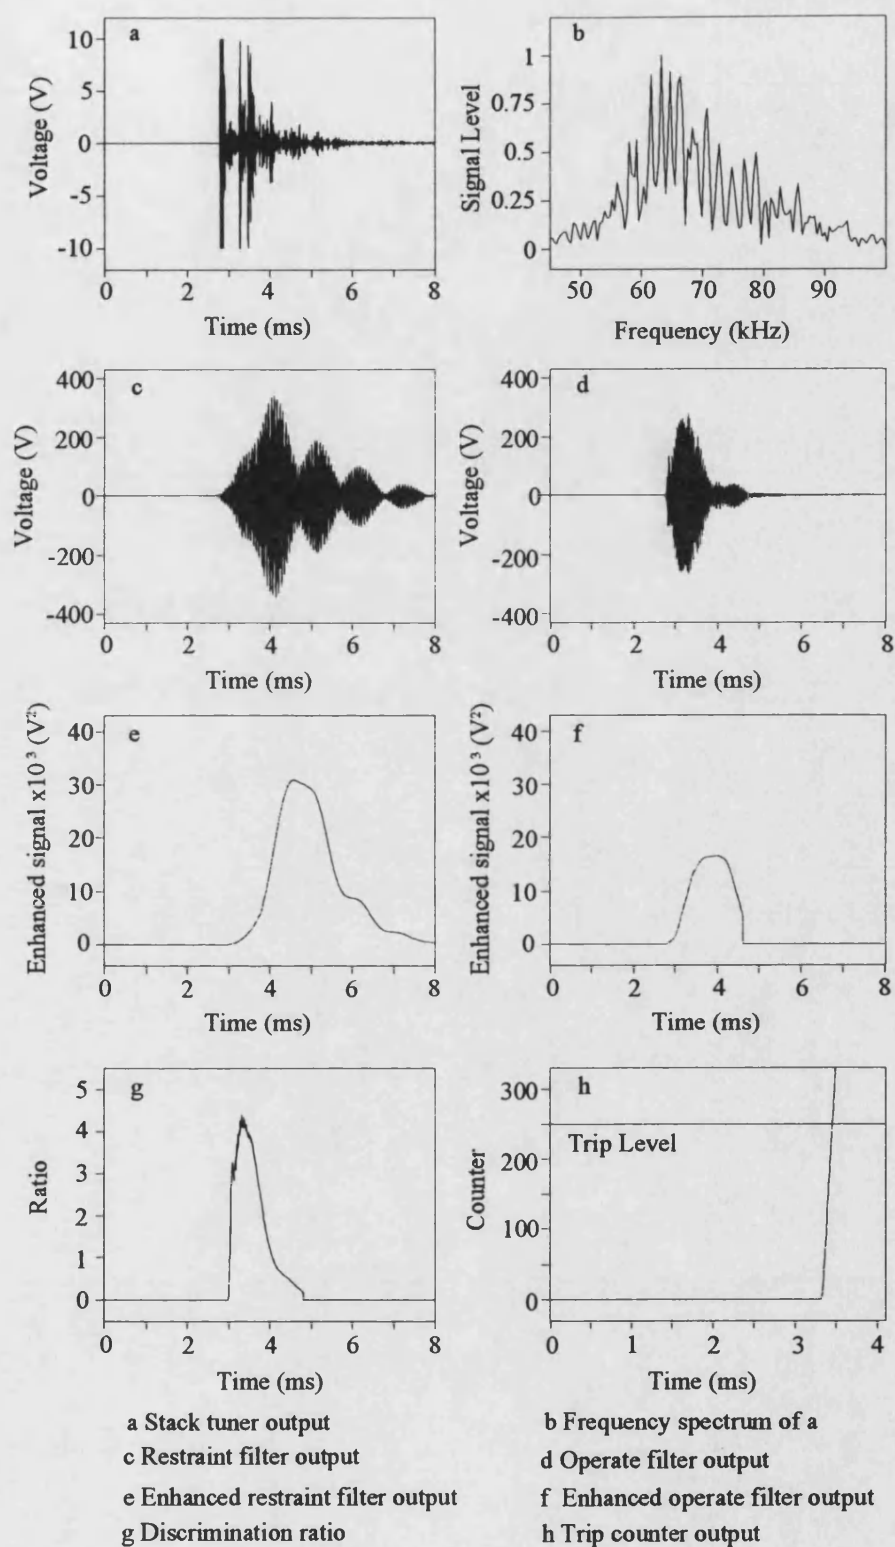 a
10
5
0
-5
-10
Voltage (V)
0 2 4 6 8
Time (ms)
b
1
0.75
0.5
0.25
0
Signal Level
50 60 70 80 90
Frequency (kHz)
c
400
200
0
-200
-400
Voltage (V)
0 2 4 6 8
Time (ms)
d
400
200
0
-200
-400
Voltage (V)
0 2 4 6 8
Time (ms)
e
40
30
20
10
0
Enhanced signal x10³ (V²)
0 2 4 6 8
Time (ms)
f
40
30
20
10
0
Enhanced signal x10³ (V²)
0 2 4 6 8
Time (ms)
g
5
4
3
2
1
0
Ratio
0 2 4 6 8
Time (ms)
h
300
Trip Level
200
100
0
Counter
0 1 2 3 4
Time (ms)
a Stack tuner output
b Frequency spectrum of a
c Restraint filter output
d Operate filter output
e Enhanced restraint filter output
f Enhanced operate filter output
g Discrimination ratio
h Trip counter output